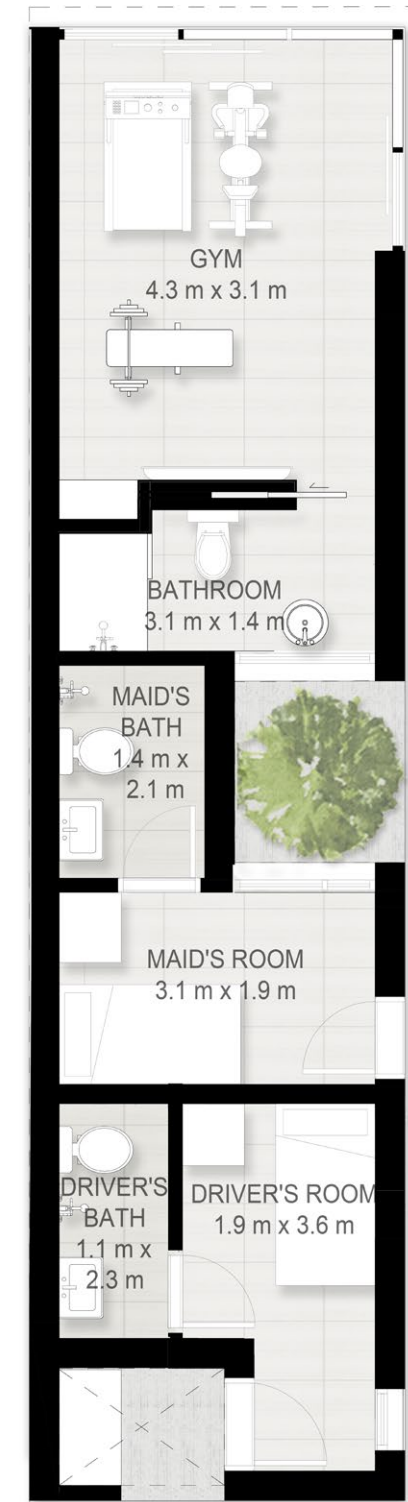 GYM
4.3 m x 3.1 m
BATHROOM
3.1 m x 1.4 m
MAID'S
BATH
1.4 m x
2.1 m
MAID'S ROOM
3.1 m x 1.9 m
DRIVER'S
BATH
1.1 m x
2.3 m
DRIVER'S ROOM
1.9 m x 3.6 m